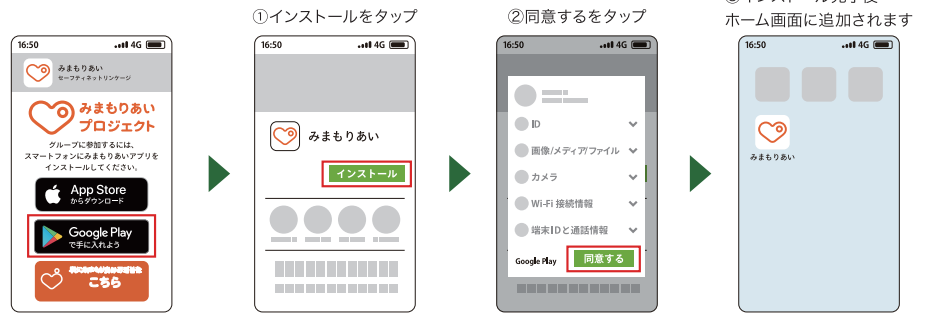 ①インストールをタップ
②同意するをタップ
ホーム画面に追加されます
16:50
4G
みまもりあい
セーフティネットリンケージ
みまもりあい
プロジェクト
グループに参加するには、
スマートフォンにみまもりあいアプリを
インストールしてください。
App Store
からダウンロード
Google Play
で手に入れよう
こちら
16:50
4G
みまもりあい
インストール
16:50
4G
ID
画像/メディア/ファイル
カメラ
Wi-Fi 接続情報
端末IDと通話情報
Google Play
同意する
16:50
4G
みまもりあい